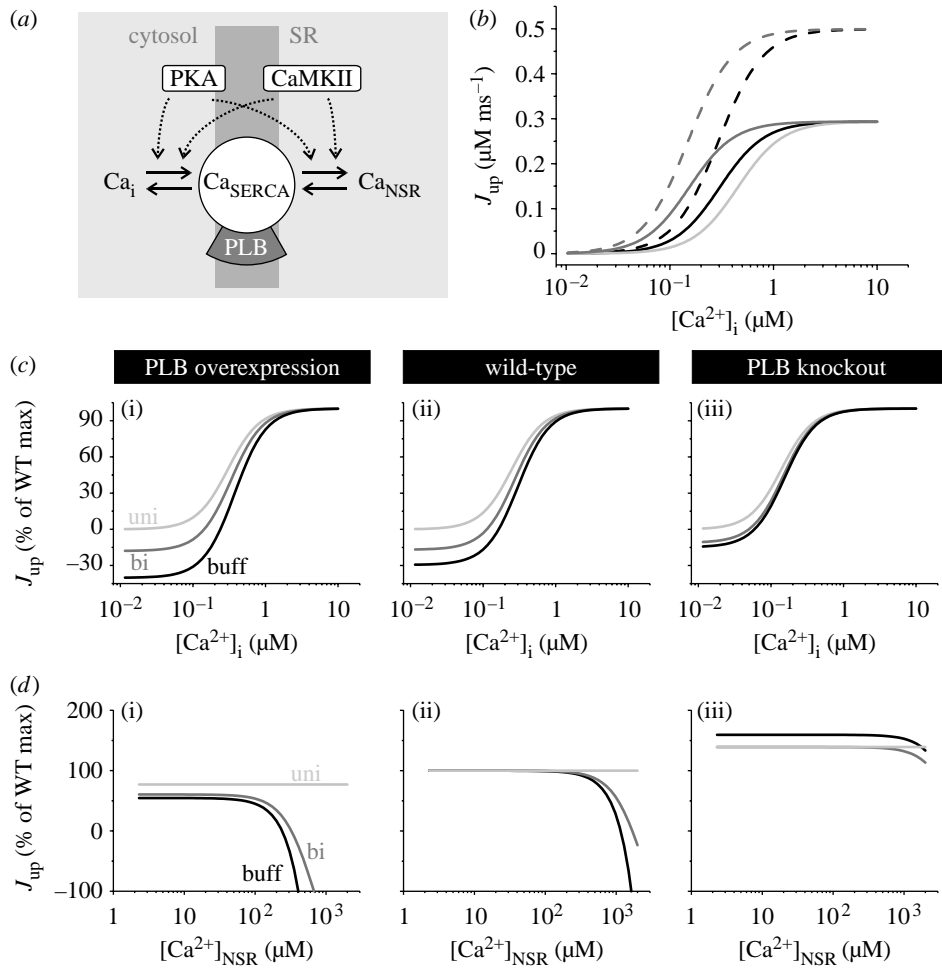 (a)
cytosol SR
PKA CaMKII
Ca_i Ca_SERCA Ca_NSR
PLB
(b)
J_up (μM ms⁻¹)
0.5
0.3
0.2
0.1
0
10⁻² 10⁻¹ 1 10
[Ca²⁺]_i (μM)
(c)
PLB overexpression wild-type PLB knockout
(i) (ii) (iii)
J_up (% of WT max)
90
60
30
0
−30
uni
bi
buff
10⁻² 10⁻¹ 1 10 10⁻² 10⁻¹ 1 10 10⁻² 10⁻¹ 1 10
[Ca²⁺]_i (μM) [Ca²⁺]_i (μM) [Ca²⁺]_i (μM)
(d)
(i) (ii) (iii)
J_up (% of WT max)
200
100
0
−100
uni
bi
buff
1 10 10² 10³ 1 10 10² 10³ 1 10 10² 10³
[Ca²⁺]_NSR (μM) [Ca²⁺]_NSR (μM) [Ca²⁺]_NSR (μM)